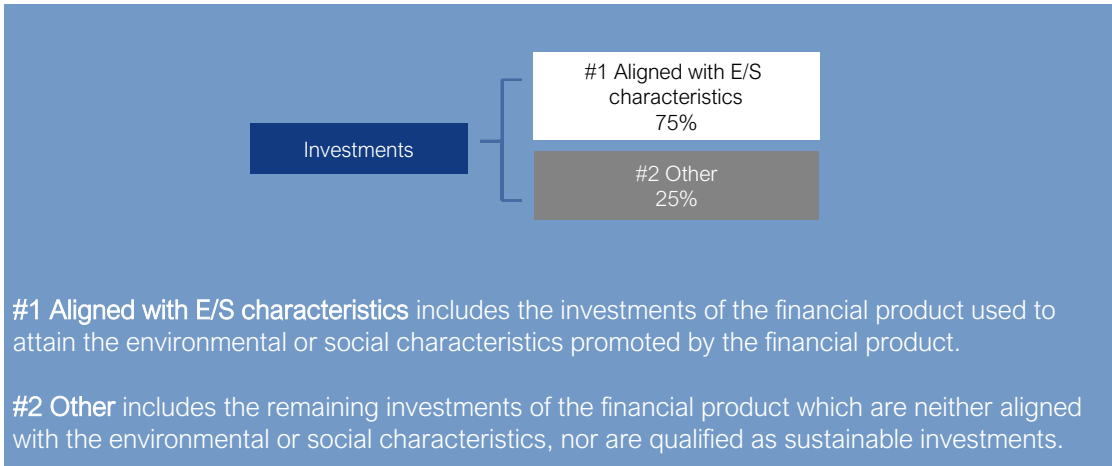 Investments
#1 Aligned with E/S
characteristics
75%
#2 Other
25%
#1 Aligned with E/S characteristics includes the investments of the financial product used to
attain the environmental or social characteristics promoted by the financial product.
#2 Other includes the remaining investments of the financial product which are neither aligned
with the environmental or social characteristics, nor are qualified as sustainable investments.